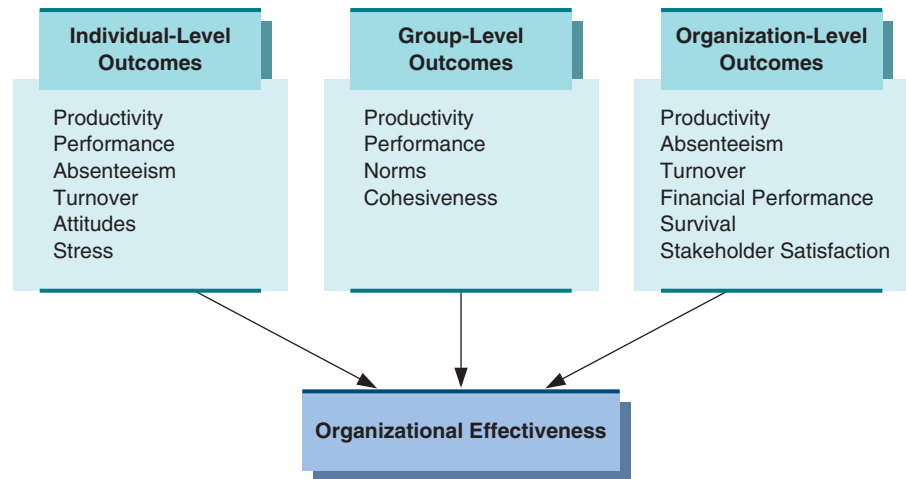 Individual-Level
Outcomes
Productivity
Performance
Absenteeism
Turnover
Attitudes
Stress
Group-Level
Outcomes
Productivity
Performance
Norms
Cohesiveness
Organization-Level
Outcomes
Productivity
Absenteeism
Turnover
Financial Performance
Survival
Stakeholder Satisfaction
Organizational Effectiveness